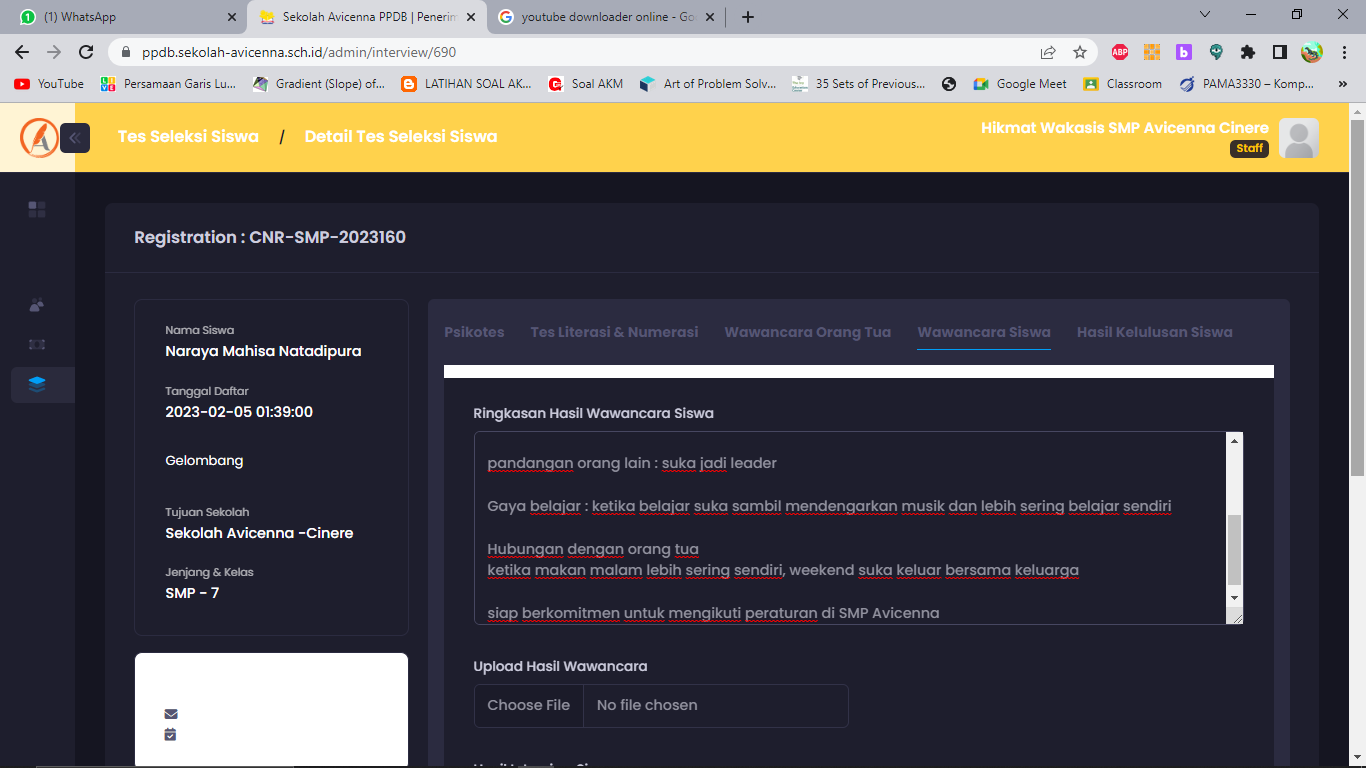 (1) WhatsApp
Sekolah Avicenna PPDB | Penerim
youtube downloader online - Go
ppdb.sekolah-avicenna.sch.id/admin/interview/690
ABP
b
YouTube
Persamaan Garis Lu...
Gradient (Slope) of...
LATIHAN SOAL AK...
Soal AKM
Art of Problem Solv...
35 Sets of Previous...
Google Meet
Classroom
PAMA3330 – Komp...
Tes Seleksi Siswa / Detail Tes Seleksi Siswa
Hikmat Wakasis SMP Avicenna Cinere
Staff
Registration : CNR-SMP-2023160
Nama Siswa
Naraya Mahisa Natadipura
Tanggal Daftar
2023-02-05 01:39:00
Gelombang
Tujuan Sekolah
Sekolah Avicenna -Cinere
Jenjang & Kelas
SMP - 7
Psikotes
Tes Literasi & Numerasi
Wawancara Orang Tua
Wawancara Siswa
Hasil Kelulusan Siswa
Ringkasan Hasil Wawancara Siswa
pandangan orang lain : suka jadi leader
Gaya belajar : ketika belajar suka sambil mendengarkan musik dan lebih sering belajar sendiri
Hubungan dengan orang tua
ketika makan malam lebih sering sendiri, weekend suka keluar bersama keluarga
siap berkomitmen untuk mengikuti peraturan di SMP Avicenna
Upload Hasil Wawancara
Choose File
No file chosen